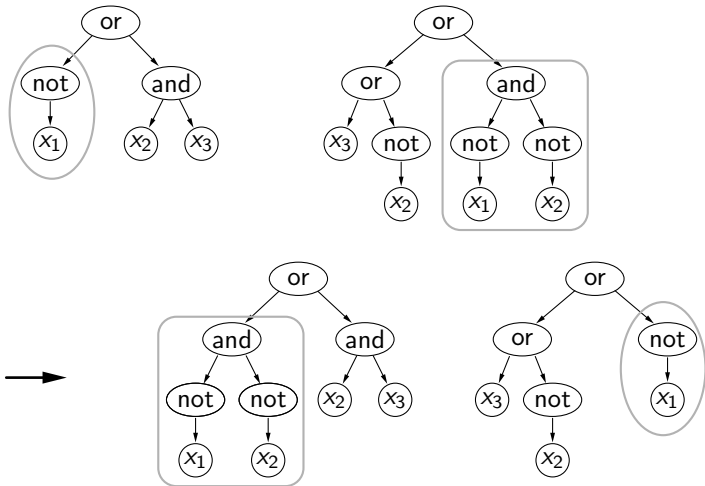 or or
not and or and
x₁ x₂ x₃ x₃ not not not
x₂ x₁ x₂
or or
and and or not
not not x₂ x₃ x₃ not x₁
x₁ x₂ x₂